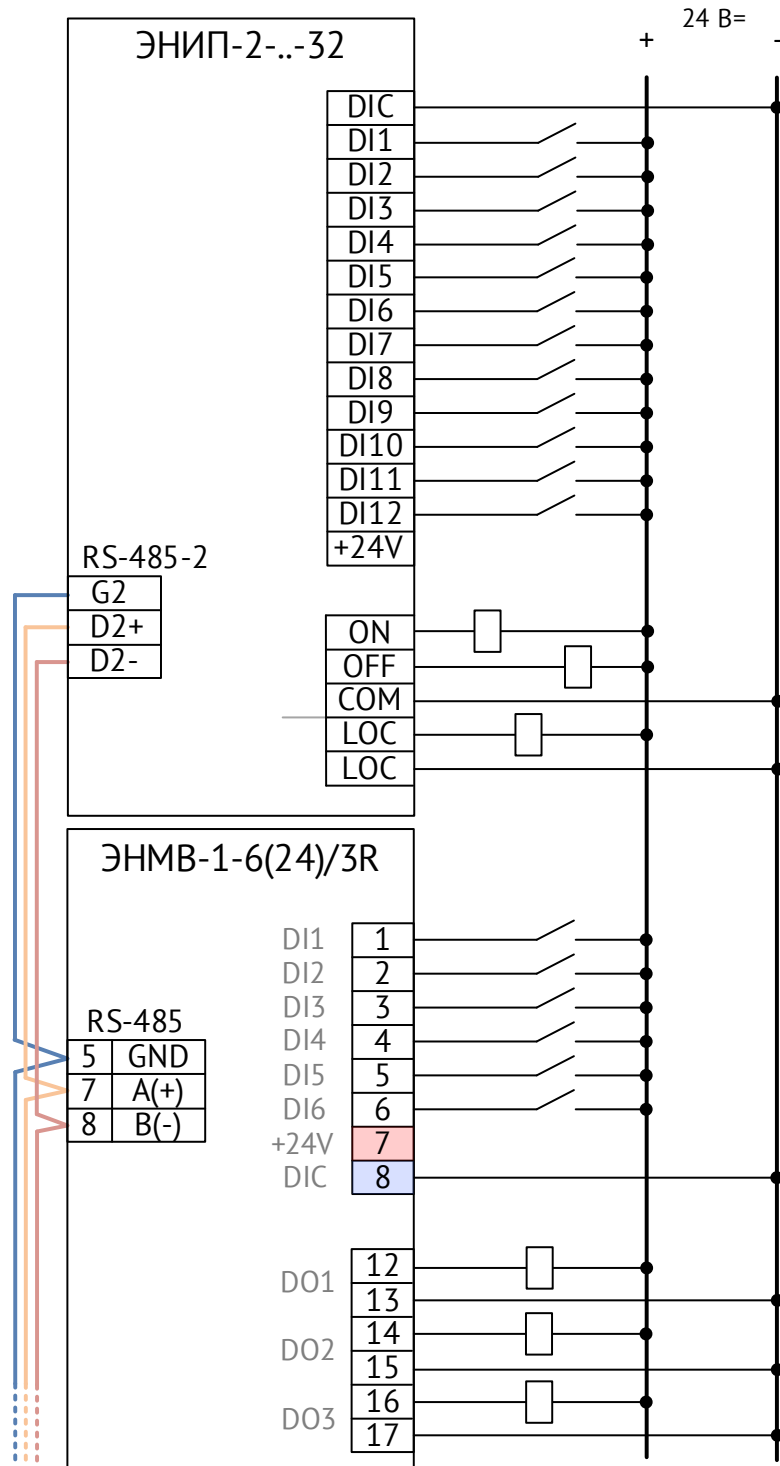 24 В=
+ -
ЭНИП-2-..-32
DIC
DI1
DI2
DI3
DI4
DI5
DI6
DI7
DI8
DI9
DI10
DI11
DI12
+24V
RS-485-2
G2
D2+
D2-
ON
OFF
COM
LOC
LOC
ЭНМВ-1-6(24)/3R
DI1 1
DI2 2
DI3 3
DI4 4
DI5 5
DI6 6
+24V 7
DIC 8
RS-485
5 GND
7 A(+)
8 B(-)
DO1 12
13
DO2 14
15
DO3 16
17